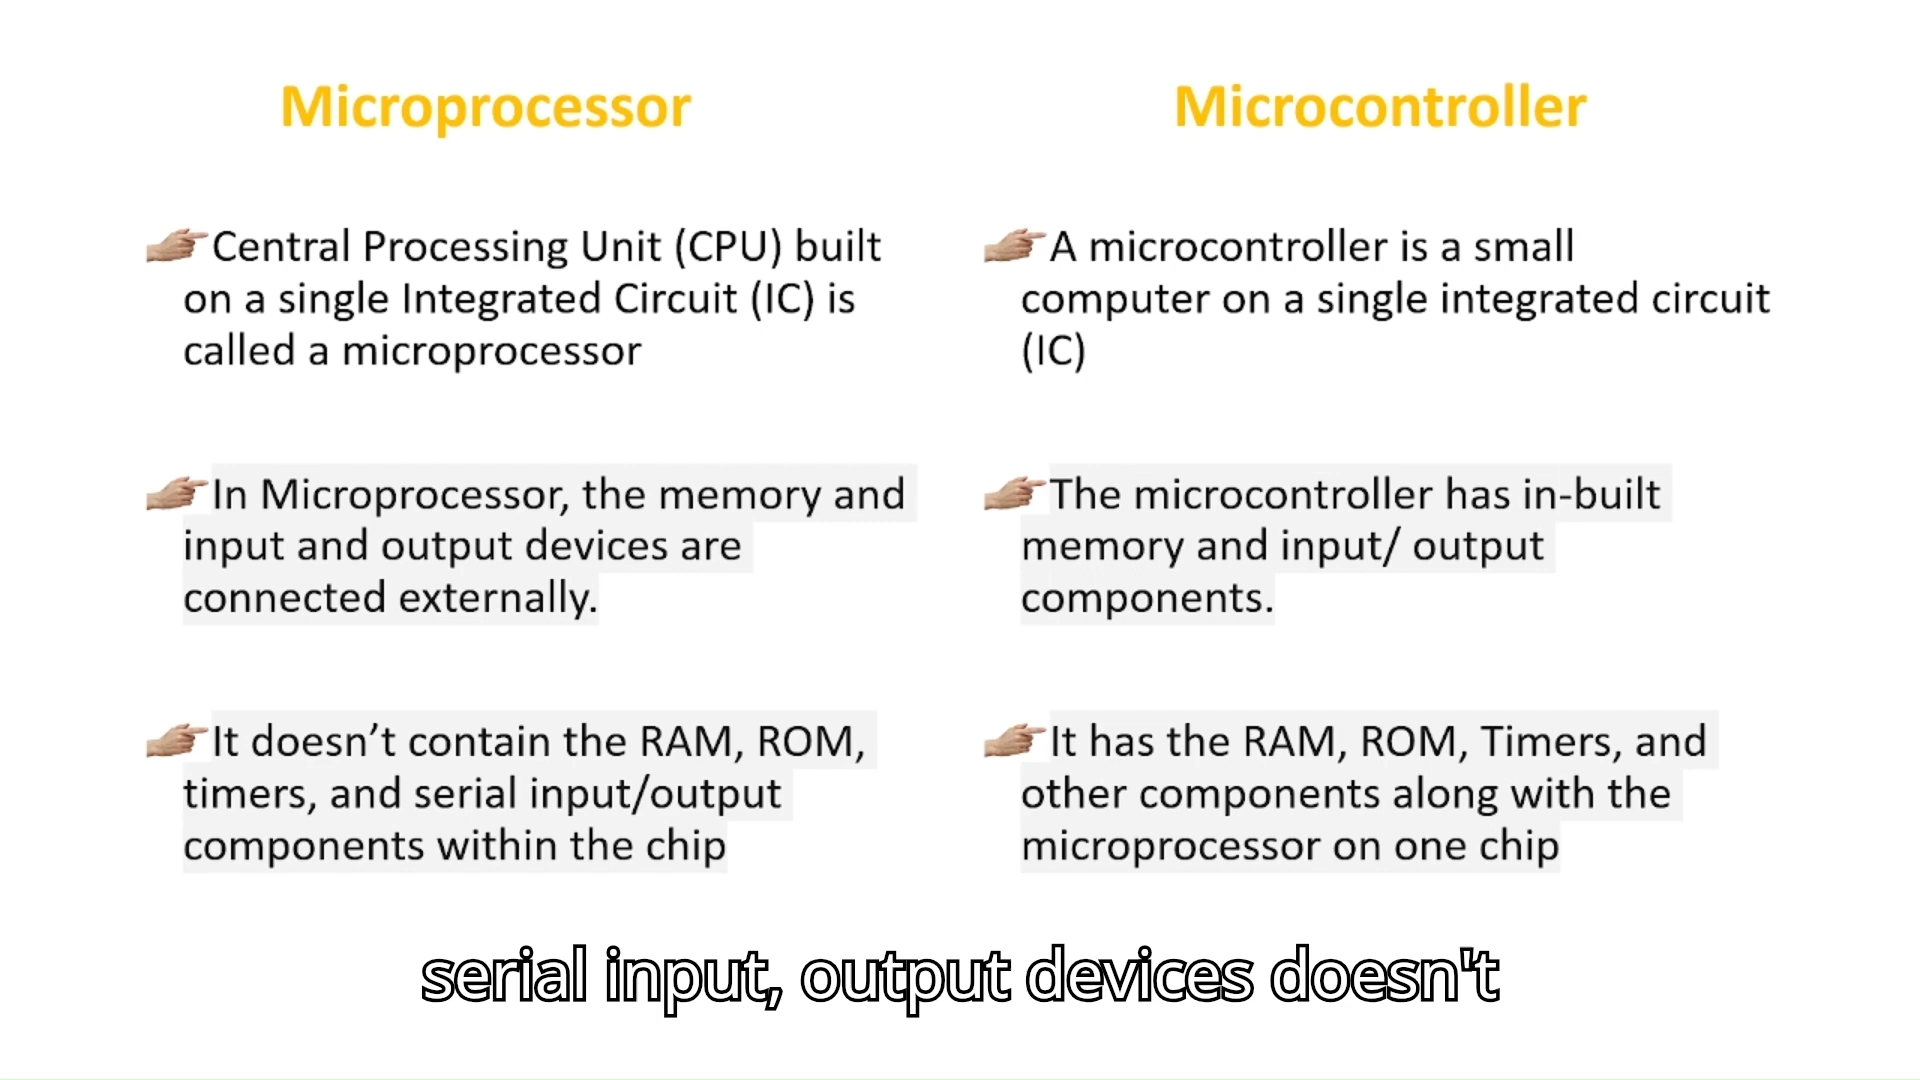 Microprocessor
Central Processing Unit (CPU) built
on a single Integrated Circuit (IC) is
called a microprocessor
In Microprocessor, the memory and
input and output devices are
connected externally.
It doesn’t contain the RAM, ROM,
timers, and serial input/output
components within the chip
Microcontroller
A microcontroller is a small
computer on a single integrated circuit
(IC)
The microcontroller has in-built
memory and input/ output
components.
It has the RAM, ROM, Timers, and
other components along with the
microprocessor on one chip
serial input, output devices doesn't